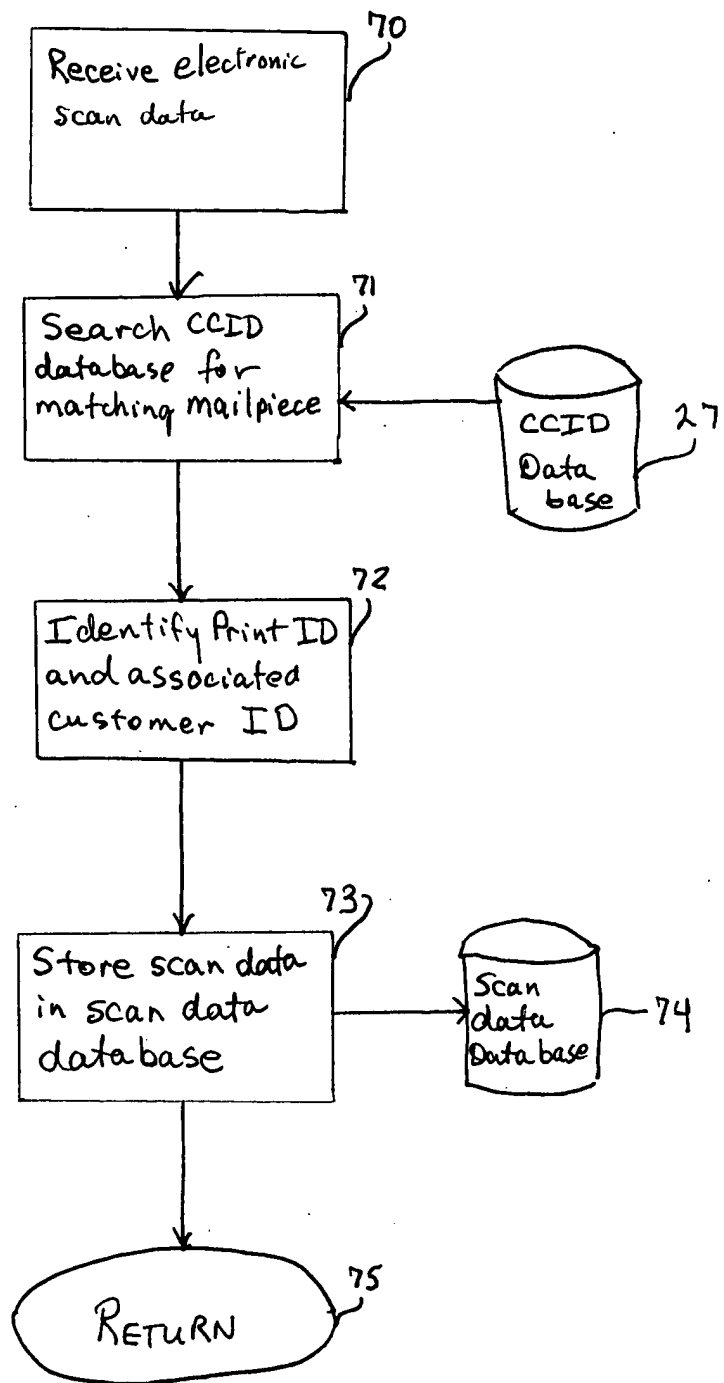 70
Receive electronic
scan data
71
Search CCID
database for
matching mailpiece
CCID
Data
base
27
72
Identify Print ID
and associated
customer ID
73
Store scan data
in scan data
database
Scan
data
Database
74
75
RETURN